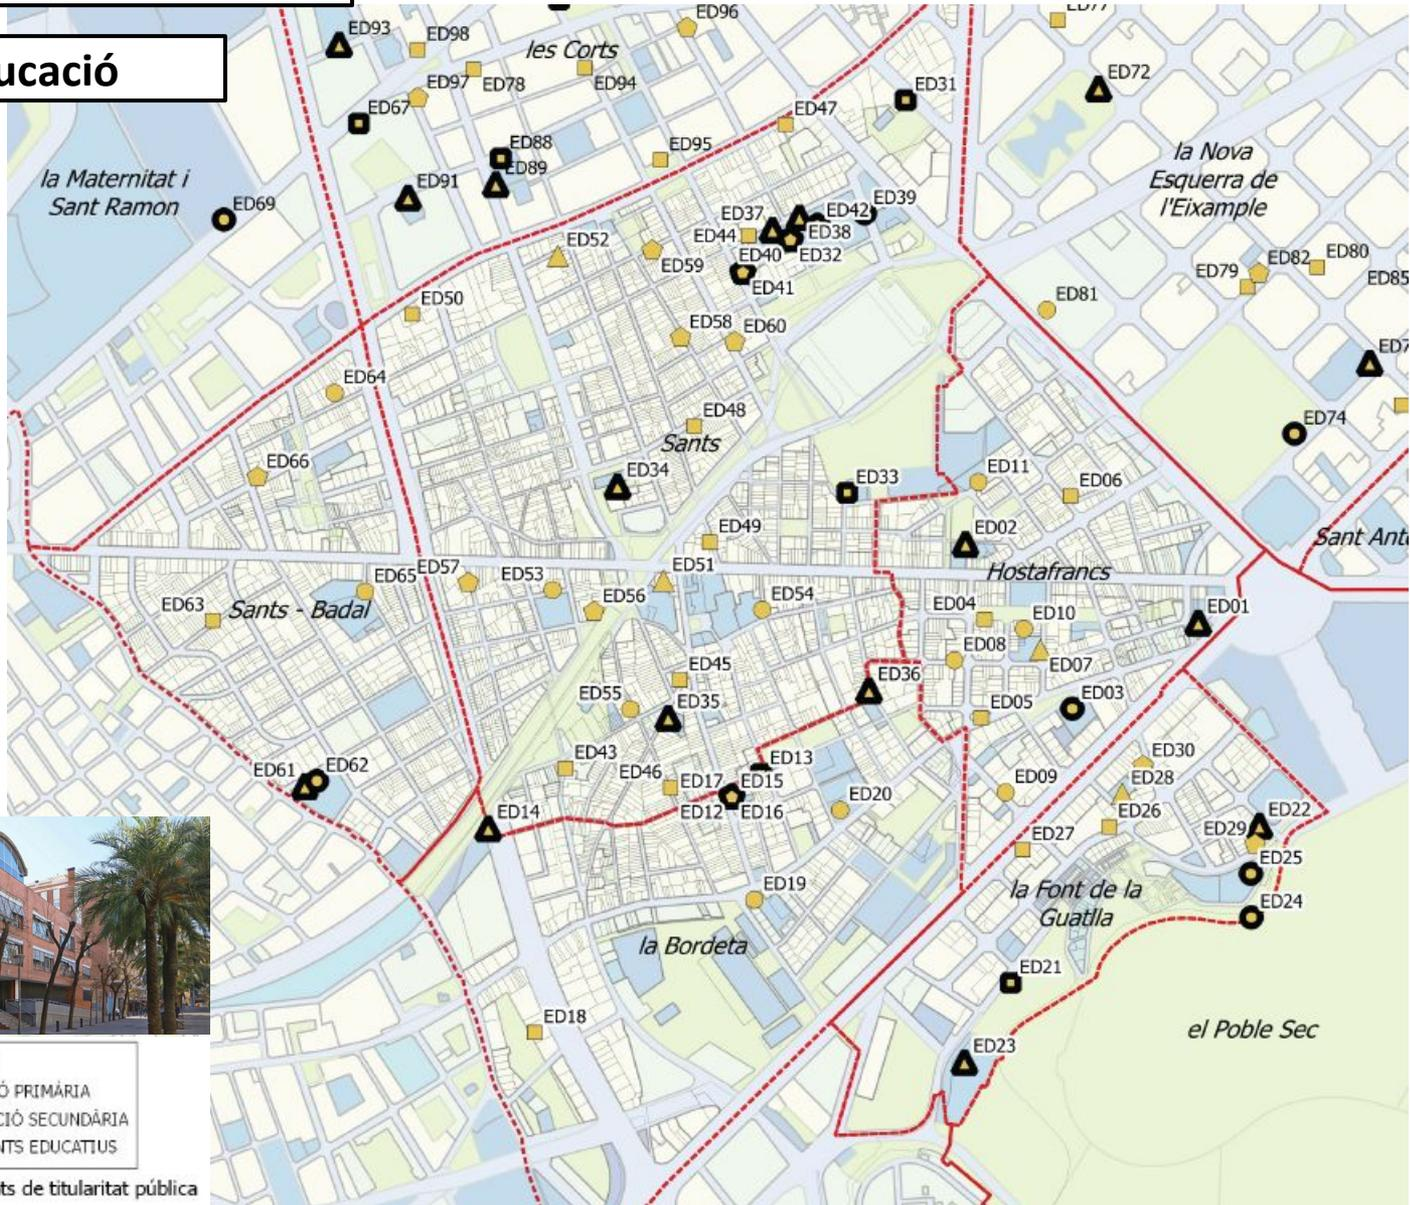 ucació
ED93
ED98
les Corts
ED96
ED77
ED97
ED78
ED94
ED72
ED67
ED31
ED47
ED88
ED95
ED89
la Maternitat i
Sant Ramon
ED69
ED91
la Nova
Esquerra de
l'Eixample
ED37
ED42
ED39
ED44
ED38
ED52
ED59
ED40
ED32
ED41
ED79
ED82
ED80
ED85
ED50
ED81
ED58
ED60
ED7
ED64
ED48
Sants
ED74
ED66
ED34
ED33
ED11
ED06
ED49
ED02
Sant Ant
Hostafrancs
ED65
ED57
ED53
ED51
ED63
Sants - Badal
ED56
ED54
ED04
ED10
ED01
ED08
ED07
ED45
ED36
ED55
ED35
ED05
ED03
ED43
ED13
ED30
ED61
ED62
ED46
ED17
ED15
ED09
ED28
ED14
ED12
ED16
ED20
ED26
ED22
ED27
ED29
ED25
ED19
la Font de la
Guatlla
ED24
la Bordeta
ED21
ED18
el Poble Sec
ED23
Ó PRIMÀRIA
CIÓ SECUNDÀRIA
NTS EDUCATIUS
ts de titularitat pública